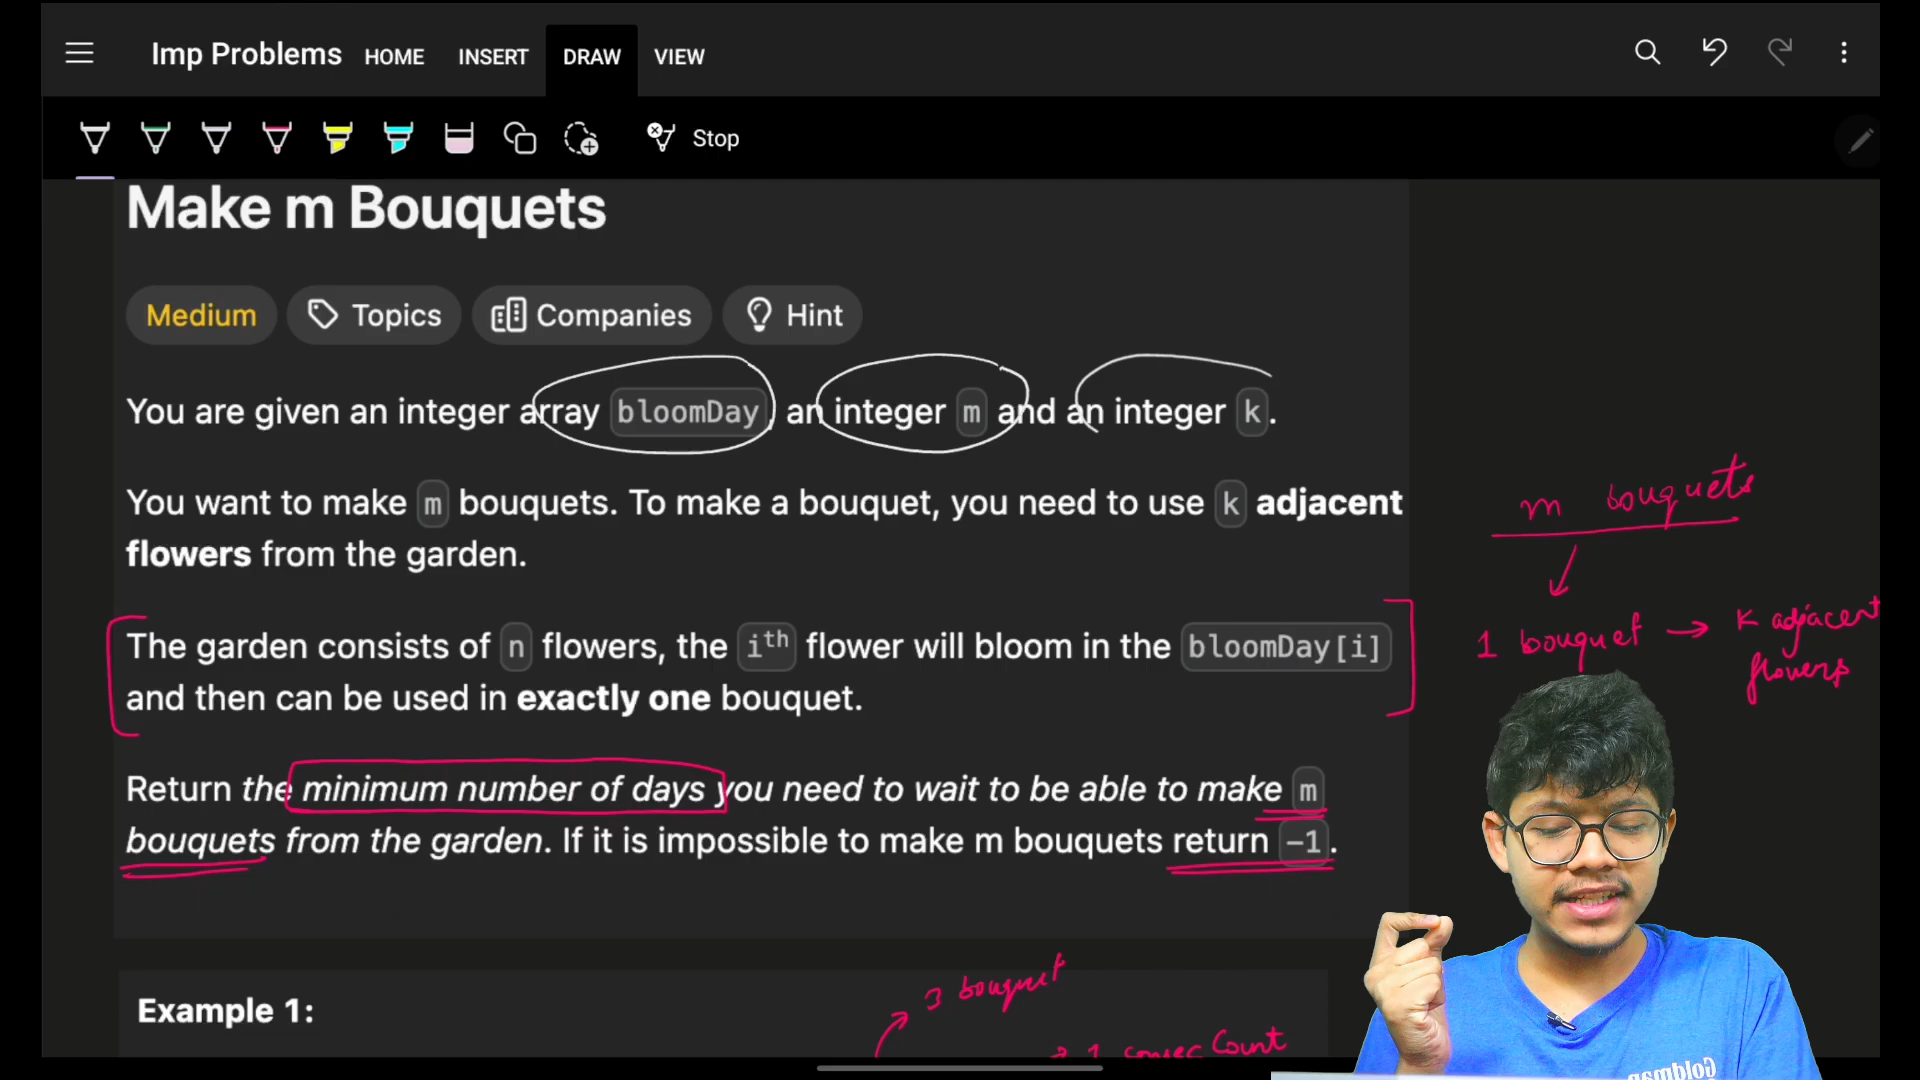 Imp Problems HOME INSERT DRAW VIEW
Stop
Make m Bouquets
Medium Topics Companies Hint
You are given an integer array bloomDay, an integer m and an integer k.
You want to make m bouquets. To make a bouquet, you need to use k adjacent
flowers from the garden.
m bouquets
1 bouquet → K adjacent
flowers
The garden consists of n flowers, the iᵗʰ flower will bloom in the bloomDay[i]
and then can be used in exactly one bouquet.
Return the minimum number of days you need to wait to be able to make m
bouquets from the garden. If it is impossible to make m bouquets return -1.
3 bouquet
Example 1:
1 consec Count
Goldman